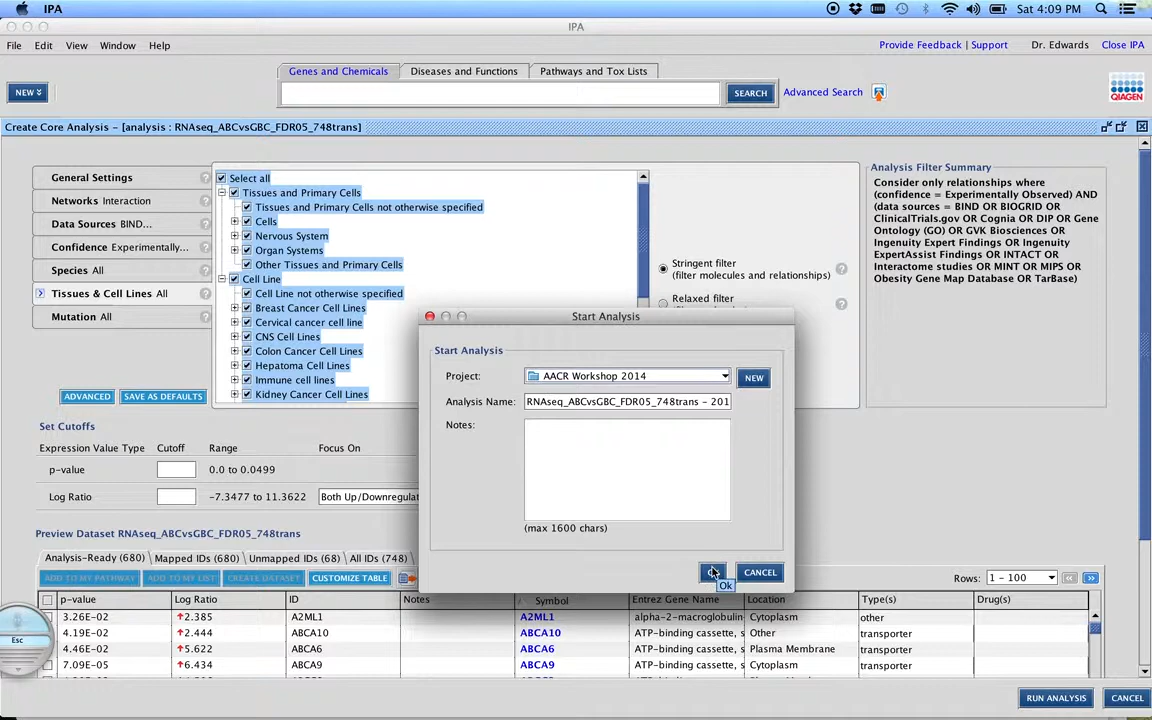 IPA
Sat 4:09 PM
IPA
File Edit View Window Help
Provide Feedback | Support Dr. Edwards Close IPA
Genes and Chemicals Diseases and Functions Pathways and Tox Lists
NEW
SEARCH Advanced Search
QIAGEN
Create Core Analysis - [analysis : RNAseq_ABCvsGBC_FDR05_748trans]
General Settings
Networks Interaction
Data Sources BIND...
Confidence Experimentally...
Species All
Tissues & Cell Lines All
Mutation All
ADVANCED SAVE AS DEFAULTS
Select all
Tissues and Primary Cells
Tissues and Primary Cells not otherwise specified
Cells
Nervous System
Organ Systems
Other Tissues and Primary Cells
Cell Line
Cell Line not otherwise specified
Breast Cancer Cell Lines
Cervical cancer cell line
CNS Cell Lines
Colon Cancer Cell Lines
Hepatoma Cell Lines
Immune cell lines
Kidney Cancer Cell Lines
Stringent filter
(filter molecules and relationships)
Relaxed filter
Analysis Filter Summary
Consider only relationships where
(confidence = Experimentally Observed) AND
(data sources = BIND OR BIOGRID OR
ClinicalTrials.gov OR Cognia OR DIP OR Gene
Ontology (GO) OR GVK Biosciences OR
Ingenuity Expert Findings OR Ingenuity
ExpertAssist Findings OR INTACT OR
Interactome studies OR MINT OR MIPS OR
Obesity Gene Map Database OR TarBase)
Start Analysis
Start Analysis
Project: AACR Workshop 2014 NEW
Analysis Name: RNAseq_ABCvsGBC_FDR05_748trans - 201
Notes:
(max 1600 chars)
CANCEL
Ok
Set Cutoffs
Expression Value Type Cutoff Range Focus On
p-value 0.0 to 0.0499
Log Ratio -7.3477 to 11.3622 Both Up/Downregulat
Preview Dataset RNAseq_ABCvsGBC_FDR05_748trans
Analysis-Ready (680) Mapped IDs (680) Unmapped IDs (68) All IDs (748)
ADD TO MY PATHWAY ADD TO MY LIST CREATE DATASET CUSTOMIZE TABLE Rows: 1 - 100
p-value Log Ratio ID Notes Symbol Entrez Gene Name Location Type(s) Drug(s)
3.26E-02 2.385 A2ML1 A2ML1 alpha-2-macroglobulin Cytoplasm other
4.19E-02 2.444 ABCA10 ABCA10 ATP-binding cassette, s Other transporter
4.46E-02 5.622 ABCA6 ABCA6 ATP-binding cassette, s Plasma Membrane transporter
7.09E-05 6.434 ABCA9 ABCA9 ATP-binding cassette, s Cytoplasm transporter
Esc
RUN ANALYSIS CANCEL